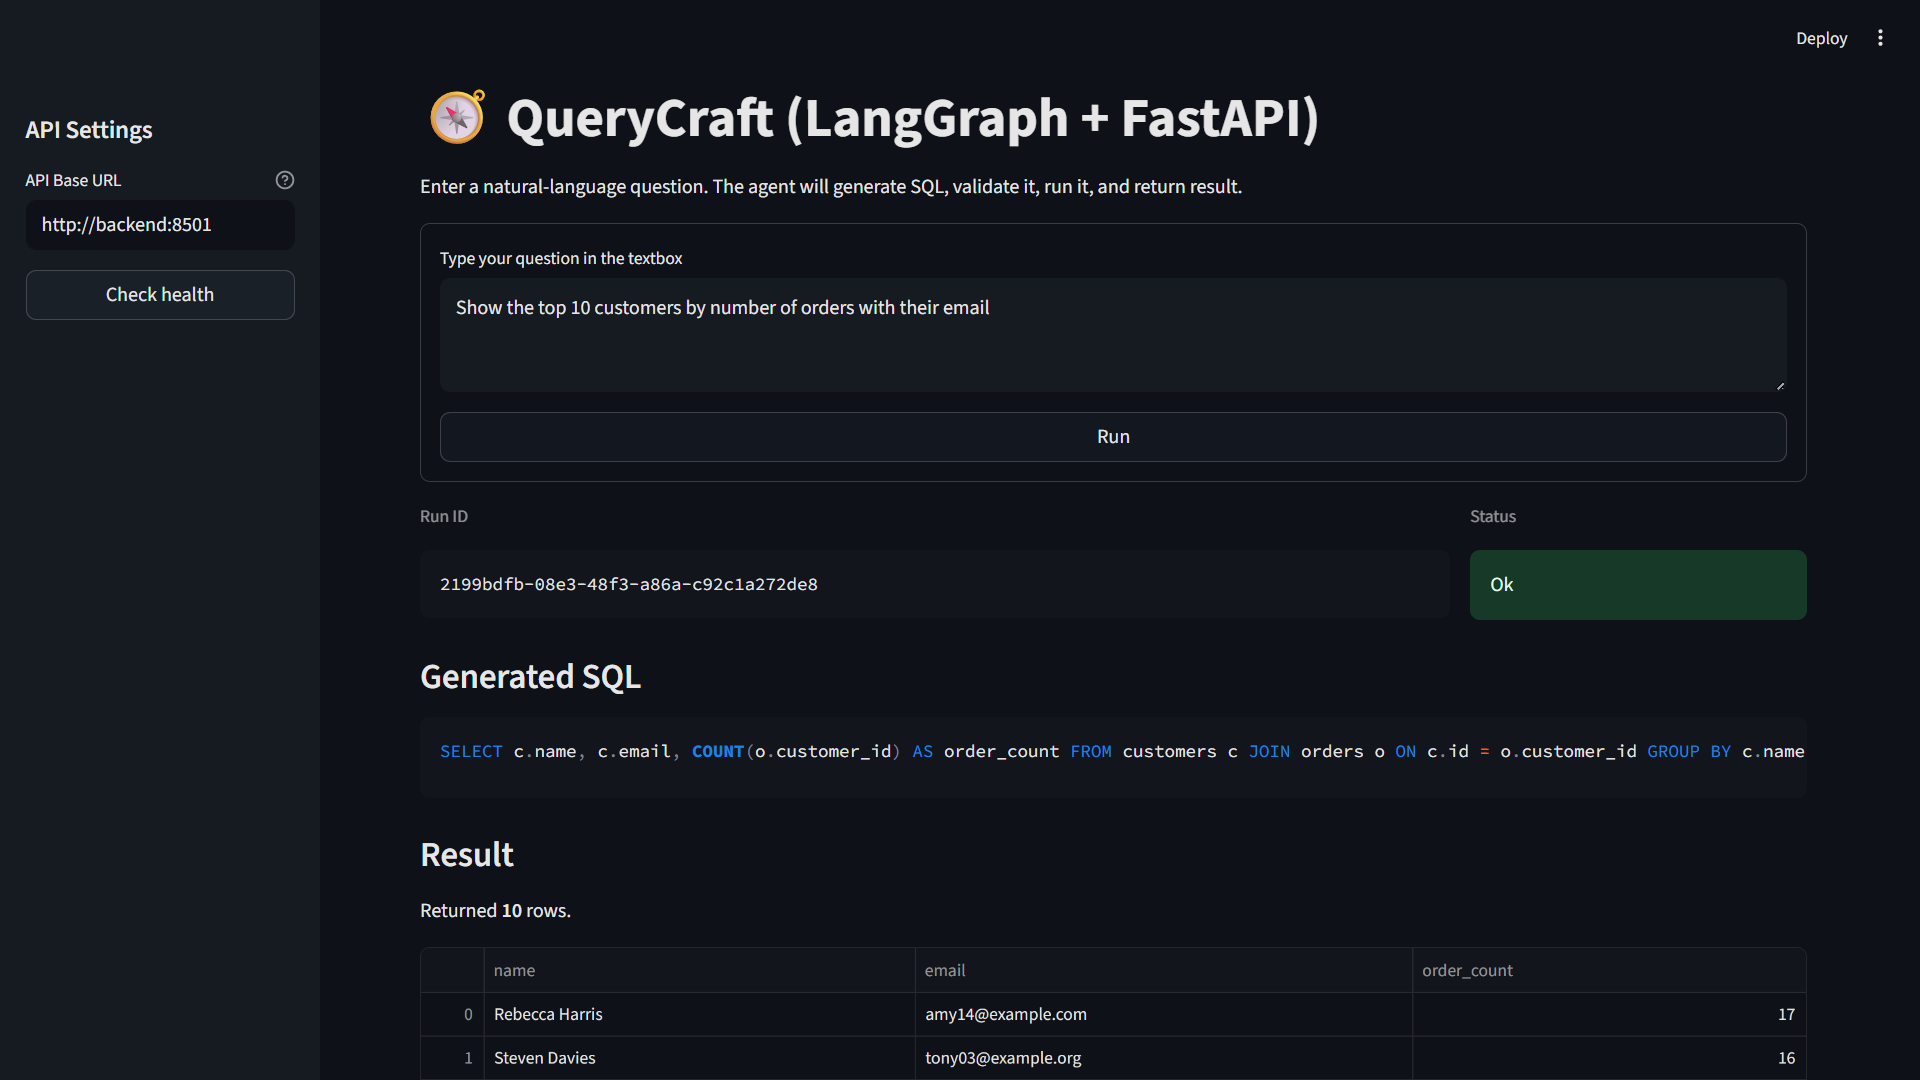 Deploy
API Settings
API Base URL
http://backend:8501
Check health
QueryCraft (LangGraph + FastAPI)
Enter a natural-language question. The agent will generate SQL, validate it, run it, and return result.
Type your question in the textbox
Show the top 10 customers by number of orders with their email
Run
Run ID
Status
2199bdfb-08e3-48f3-a86a-c92c1a272de8
Ok
Generated SQL
SELECT c.name, c.email, COUNT(o.customer_id) AS order_count FROM customers c JOIN orders o ON c.id = o.customer_id GROUP BY c.name
Result
Returned 10 rows.
name email order_count
0 Rebecca Harris amy14@example.com 17
1 Steven Davies tony03@example.org 16